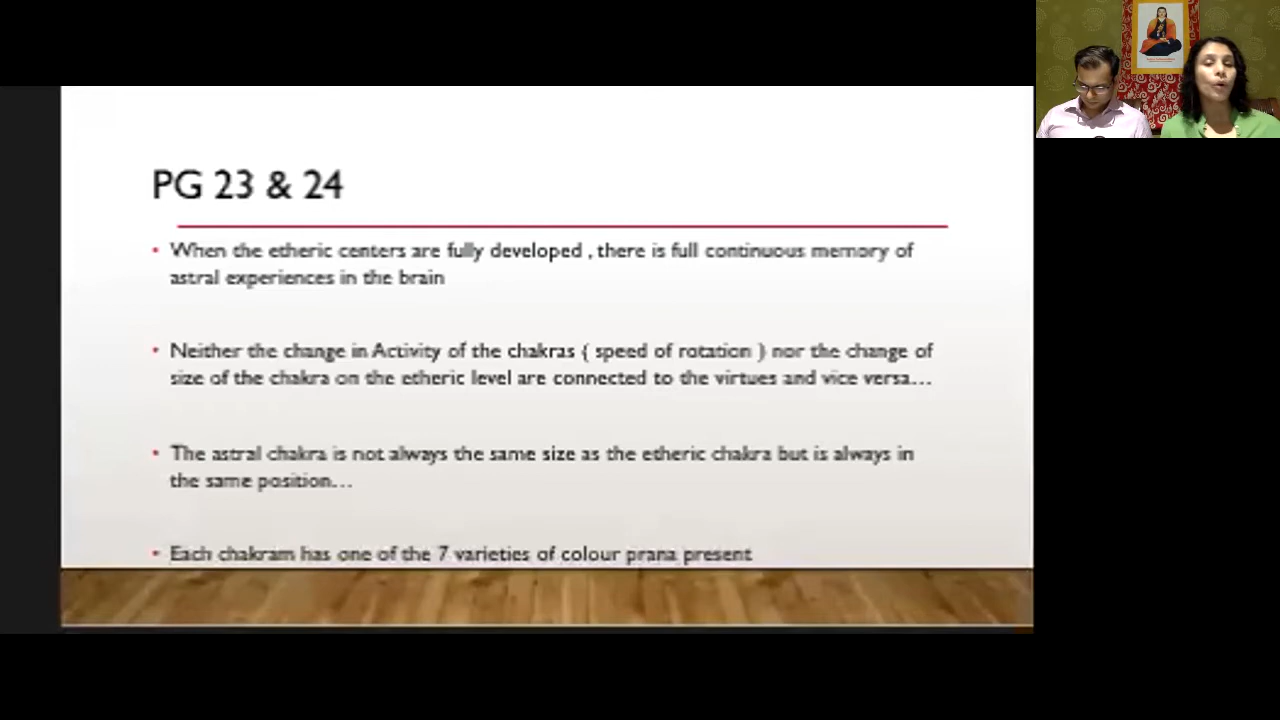 PG 23 & 24
• When the etheric centers are fully developed , there is full continuous memory of
astral experiences in the brain
• Neither the change in Activity of the chakras ( speed of rotation ) nor the change of
size of the chakra on the etheric level are connected to the virtues and vice versa...
• The astral chakra is not always the same size as the etheric chakra but is always in
the same position...
• Each chakram has one of the 7 varieties of colour prana present